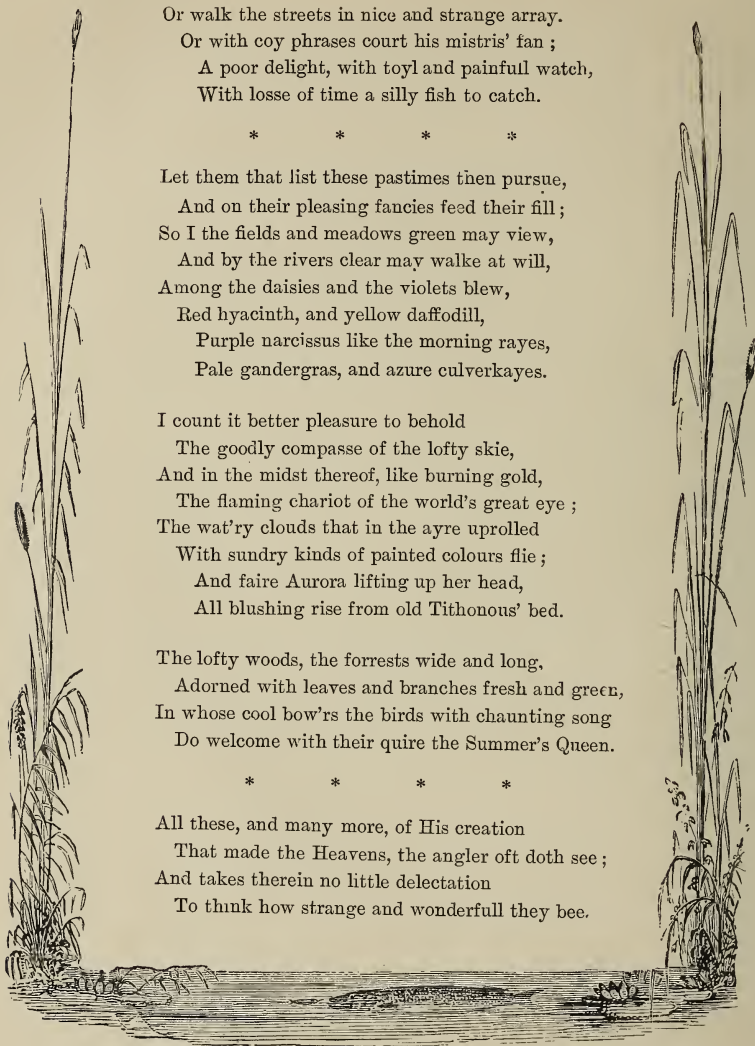 Or walk the streets in nice and strange array.
Or with coy phrases court his mistris' fan ;
A poor delight, with toyl and painfull watch,
With losse of time a silly fish to catch.
* * * *
Let them that list these pastimes then pursue,
And on their pleasing fancies feed their fill ;
So I the fields and meadows green may view,
And by the rivers clear may walke at will,
Among the daisies and the violets blew,
Red hyacinth, and yellow daffodill,
Purple narcissus like the morning rayes,
Pale gandergras, and azure culverkayes.
I count it better pleasure to behold
The goodly compasse of the lofty skie,
And in the midst thereof, like burning gold,
The flaming chariot of the world's great eye ;
The wat'ry clouds that in the ayre uprolled
With sundry kinds of painted colours flie ;
And faire Aurora lifting up her head,
All blushing rise from old Tithonous' bed.
The lofty woods, the forrests wide and long,
Adorned with leaves and branches fresh and green,
In whose cool bow'rs the birds with chaunting song
Do welcome with their quire the Summer's Queen.
* * * *
All these, and many more, of His creation
That made the Heavens, the angler oft doth see ;
And takes therein no little delectation
To think how strange and wonderfull they bee.